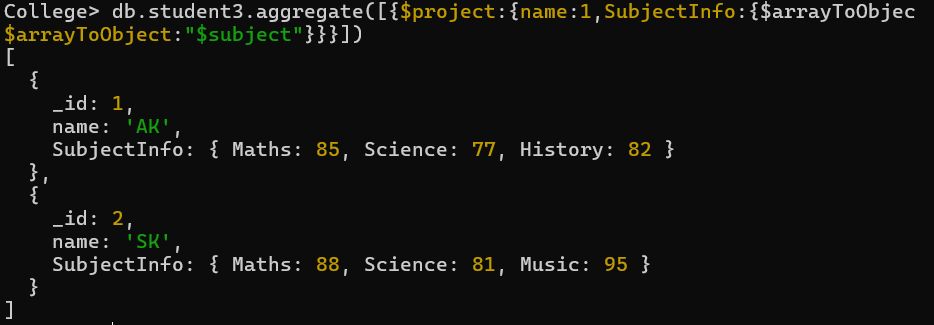 College> db.student3.aggregate([{$project:{name:1,SubjectInfo:{$arrayToObjec
$arrayToObject:"$subject"}}}])
[
  {
    _id: 1,
    name: 'AK',
    SubjectInfo: { Maths: 85, Science: 77, History: 82 }
  },
  {
    _id: 2,
    name: 'SK',
    SubjectInfo: { Maths: 88, Science: 81, Music: 95 }
  }
]